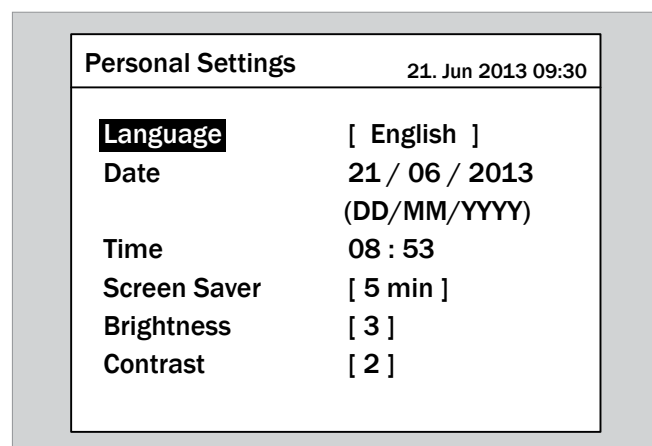 Personal Settings 21. Jun 2013 09:30
Language [ English ]
Date 21 / 06 / 2013
(DD/MM/YYYY)
Time 08 : 53
Screen Saver [ 5 min ]
Brightness [ 3 ]
Contrast [ 2 ]